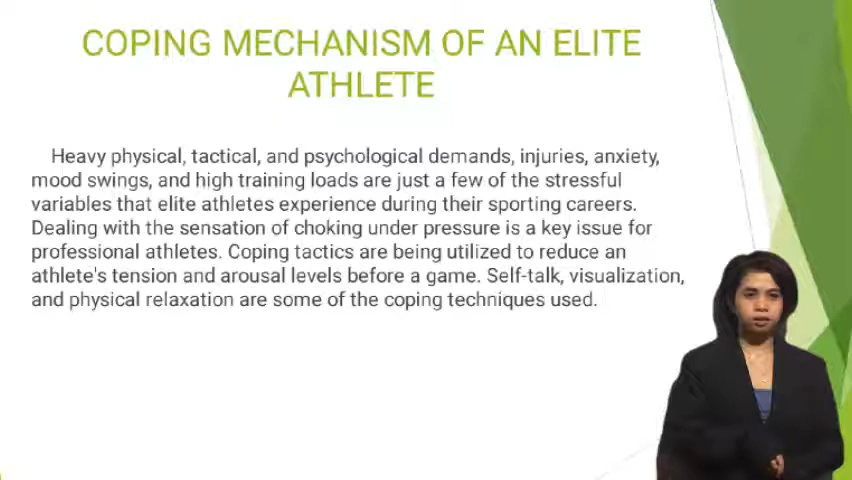 COPING MECHANISM OF AN ELITE
ATHLETE
Heavy physical, tactical, and psychological demands, injuries, anxiety,
mood swings, and high training loads are just a few of the stressful
variables that elite athletes experience during their sporting careers.
Dealing with the sensation of choking under pressure is a key issue for
professional athletes. Coping tactics are being utilized to reduce an
athlete's tension and arousal levels before a game. Self-talk, visualization,
and physical relaxation are some of the coping techniques used.